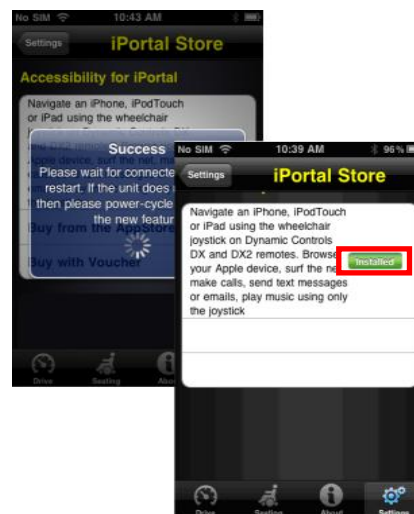 No SIM 10:43 AM
Settings iPortal Store
Accessibility for iPortal
Navigate an iPhone, iPodTouch
or iPad using the wheelchair
Success
Please wait for connecte
restart. If the unit does
then please power-cycle
the new featur
Buy from the AppStore
Buy with Voucher
Drive Seating Abou
No SIM 10:39 AM 96%
Settings iPortal Store
Navigate an iPhone, iPodTouch
or iPad using the wheelchair
joystick on Dynamic Controls
DX and DX2 remotes. Browse
your Apple device, surf the ne
make calls, send text messages
or emails, play music using only
the joystick
Installed
Drive Seating About Settings